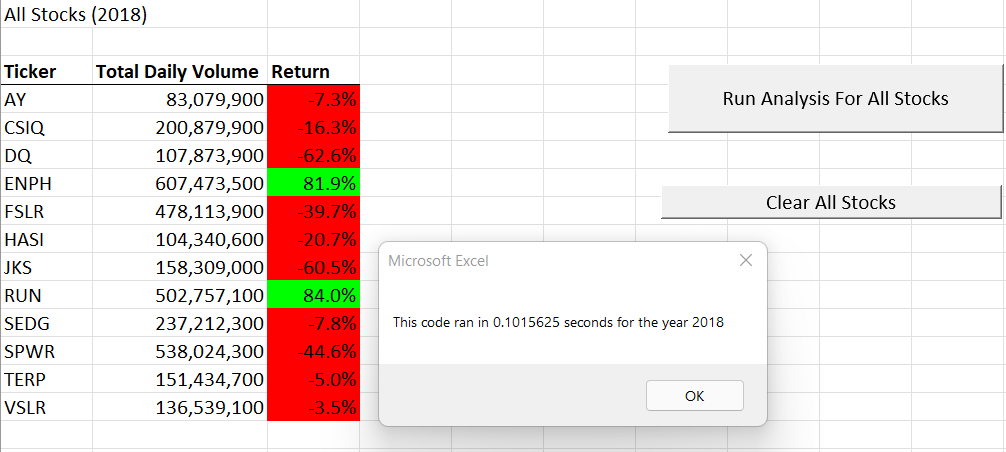 All Stocks (2018)
Ticker Total Daily Volume Return
AY 83,079,900 -7.3%
CSIQ 200,879,900 -16.3%
DQ 107,873,900 -62.6%
ENPH 607,473,500 81.9%
FSLR 478,113,900 -39.7%
HASI 104,340,600 -20.7%
JKS 158,309,000 -60.5%
RUN 502,757,100 84.0%
SEDG 237,212,300 -7.8%
SPWR 538,024,300 -44.6%
TERP 151,434,700 -5.0%
VSLR 136,539,100 -3.5%
Run Analysis For All Stocks
Clear All Stocks
Microsoft Excel
This code ran in 0.1015625 seconds for the year 2018
OK